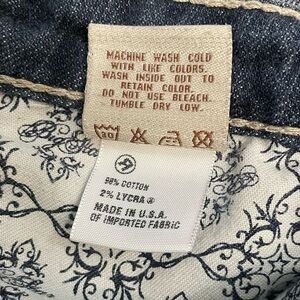 MACHINE WASH COLD
WITH LIKE COLORS.
WASH INSIDE OUT TO
RETAIN COLOR.
DO NOT USE BLEACH.
TUMBLE DRY LOW.
30
98% COTTON
2% LYCRA®
MADE IN U.S.A.
OF IMPORTED FABRIC